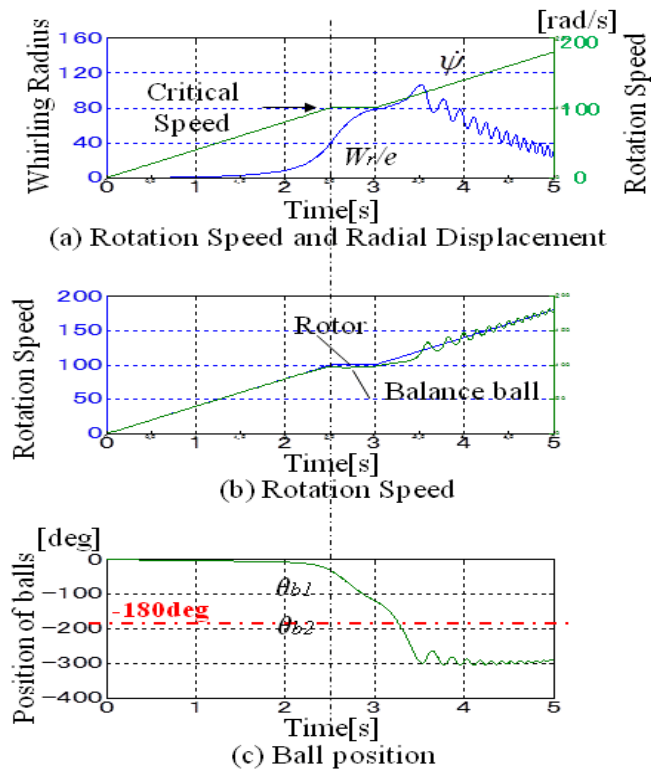 [rad/s]
Whirling Radius
160
120
80
40
0
Critical
Speed
ψ̇
Wr/e
200
100
0
Rotation Speed
0 1 2 3 4 5
Time[s]
(a) Rotation Speed and Radial Displacement
Rotation Speed
200
150
100
50
0
Rotor
Balance ball
0 1 2 3 4 5
Time[s]
(b) Rotation Speed
[deg]
Position of balls
0
-100
-200
-300
-400
-180deg
θb1
θb2
0 1 2 3 4 5
Time[s]
(c) Ball position